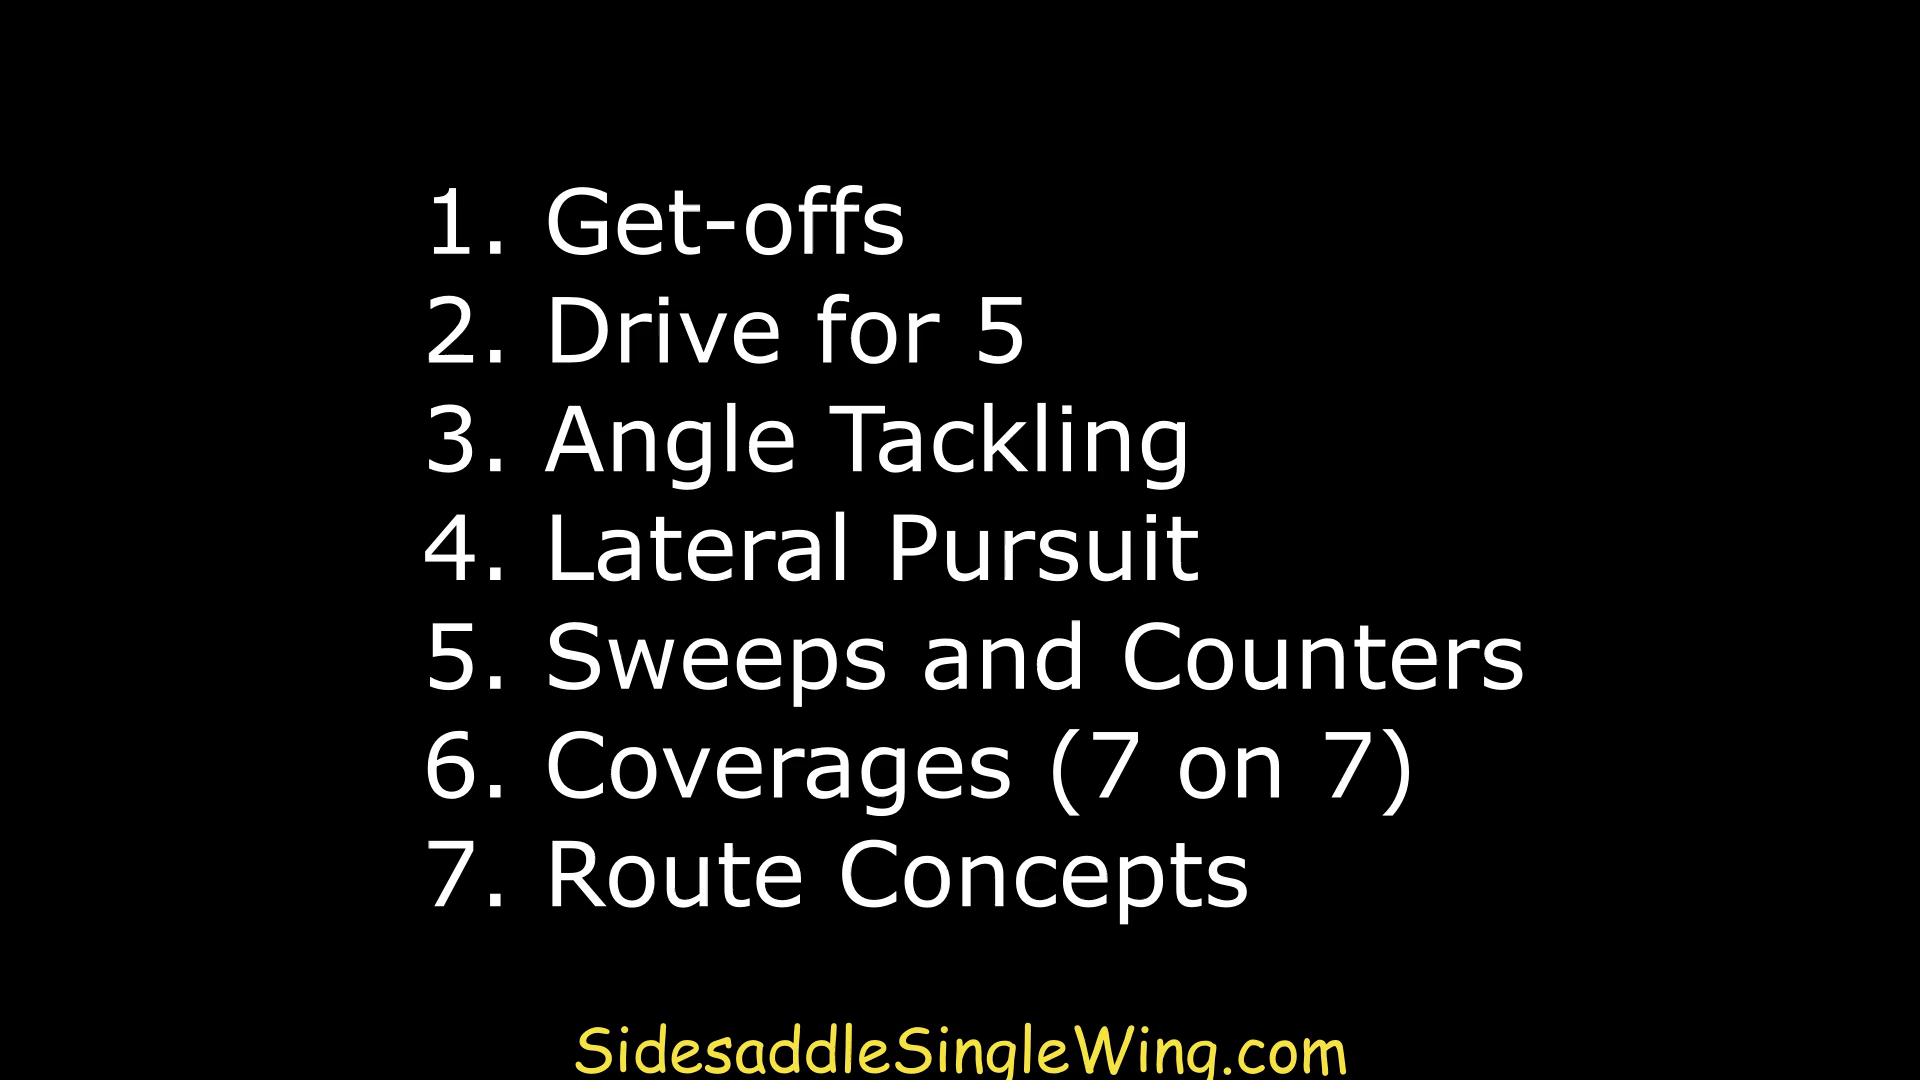 1. Get-offs
2. Drive for 5
3. Angle Tackling
4. Lateral Pursuit
5. Sweeps and Counters
6. Coverages (7 on 7)
7. Route Concepts
SidesaddleSingleWing.com